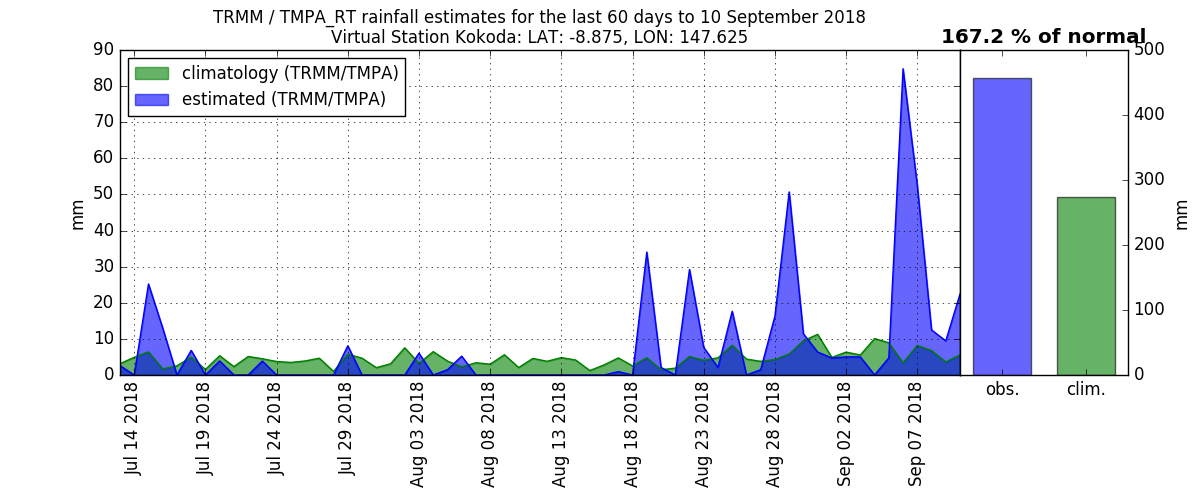 TRMM / TMPA_RT rainfall estimates for the last 60 days to 10 September 2018
Virtual Station Kokoda: LAT: -8.875, LON: 147.625
167.2 % of normal
climatology (TRMM/TMPA)
estimated (TRMM/TMPA)
90
80
70
60
50
40
30
20
10
0
mm
Jul 14 2018
Jul 19 2018
Jul 24 2018
Jul 29 2018
Aug 03 2018
Aug 08 2018
Aug 13 2018
Aug 18 2018
Aug 23 2018
Aug 28 2018
Sep 02 2018
Sep 07 2018
500
400
300
200
100
0
mm
obs.
clim.